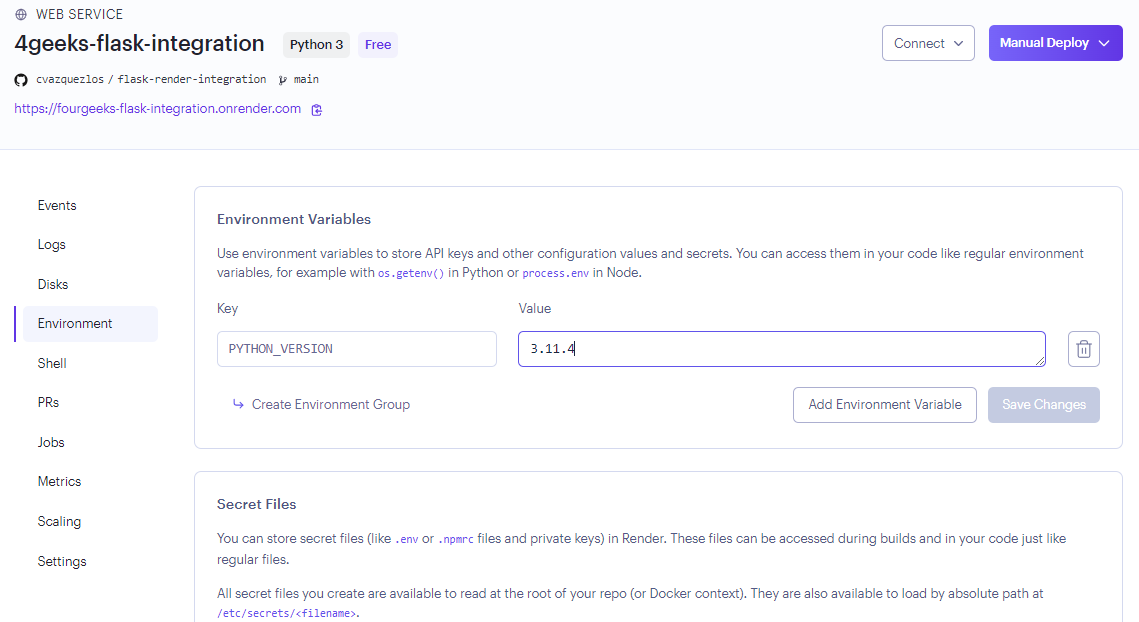 WEB SERVICE
4geeks-flask-integration Python 3 Free
Connect Manual Deploy
cvazquezlos / flask-render-integration main
https://fourgeeks-flask-integration.onrender.com
Events
Logs
Disks
Environment
Shell
PRs
Jobs
Metrics
Scaling
Settings
Environment Variables
Use environment variables to store API keys and other configuration values and secrets. You can access them in your code like regular environment
variables, for example with os.getenv() in Python or process.env in Node.
Key Value
PYTHON_VERSION 3.11.4
Create Environment Group Add Environment Variable Save Changes
Secret Files
You can store secret files (like .env or .npmrc files and private keys) in Render. These files can be accessed during builds and in your code just like
regular files.
All secret files you create are available to read at the root of your repo (or Docker context). They are also available to load by absolute path at
/etc/secrets/<filename>.